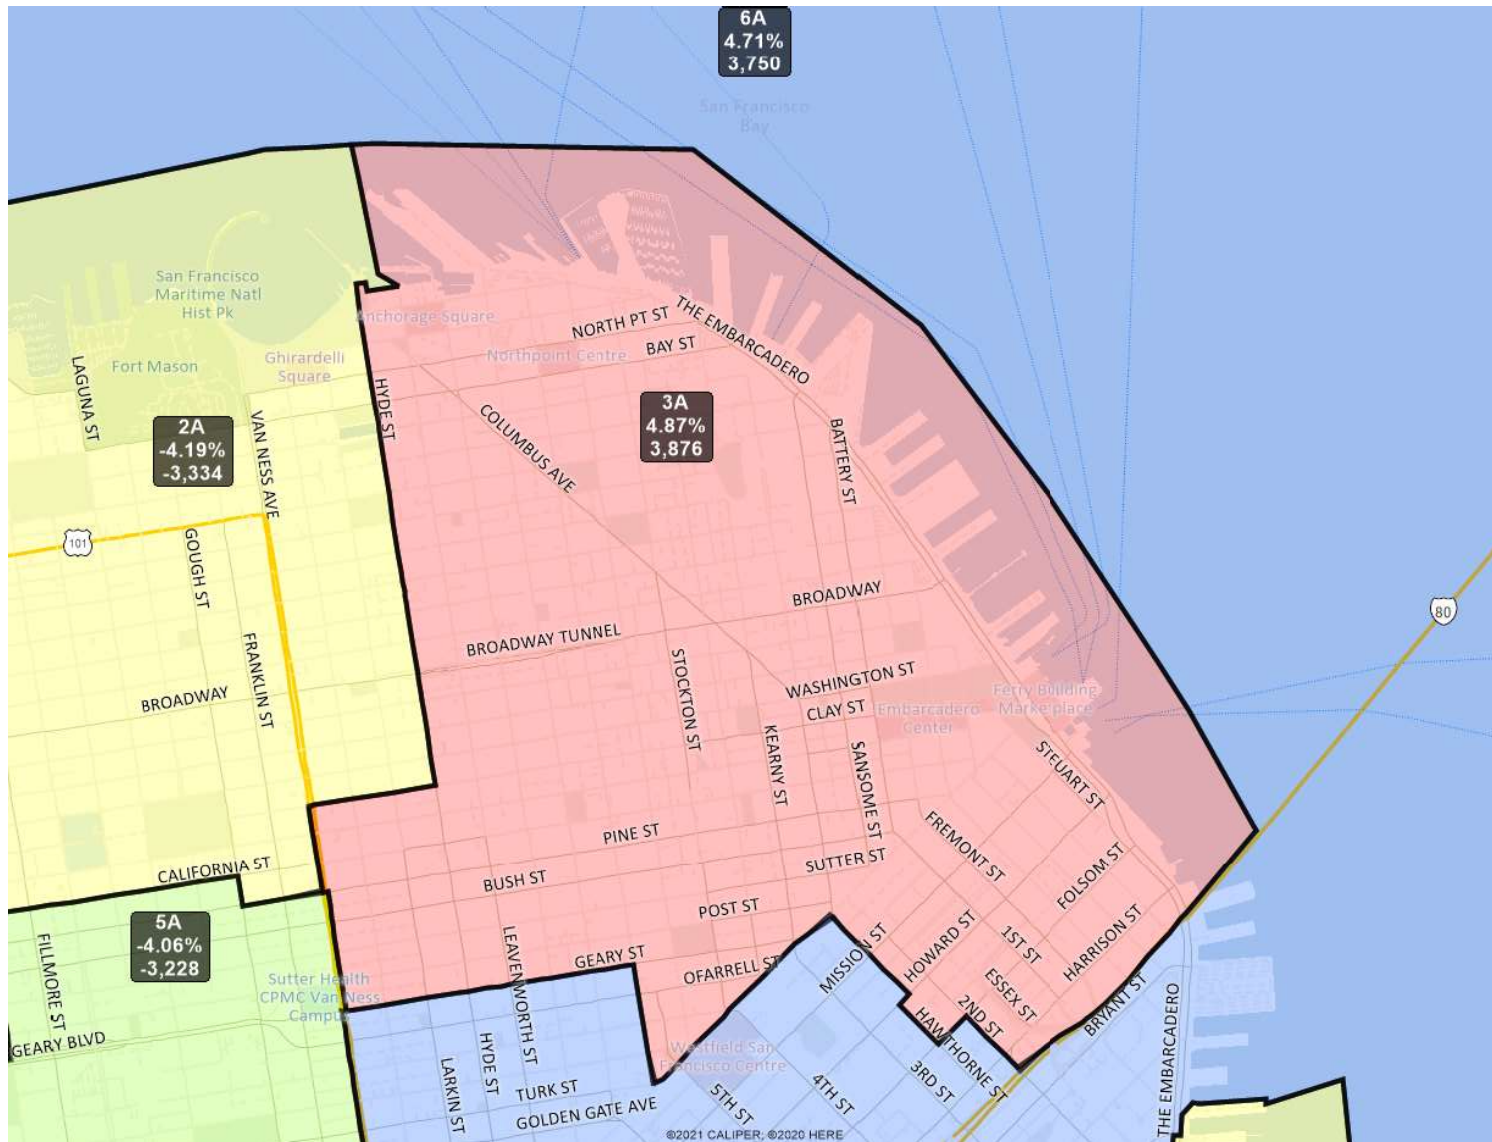 6A
4.71%
3,750
San Francisco
Bay
San Francisco
Maritime Natl
Hist Pk
Anchorage Square
NORTH PT ST
THE EMBARCADERO
Northpoint Centre
BAY ST
Ghirardelli
Square
Fort Mason
LAGUNA ST
HYDE ST
3A
4.87%
3,876
2A
-4.19%
-3,334
VAN NESS AVE
COLUMBUS AVE
BATTERY ST
101
GOUGH ST
BROADWAY
80
BROADWAY TUNNEL
FRANKLIN ST
STOCKTON ST
WASHINGTON ST
Ferry Building
Marketplace
BROADWAY
CLAY ST
Embarcadero
Center
KEARNY ST
SANSOME ST
STEUART ST
PINE ST
FREMONT ST
SUTTER ST
FOLSOM ST
CALIFORNIA ST
BUSH ST
POST ST
5A
-4.06%
-3,228
FILLMORE ST
LEAVENWORTH ST
GEARY ST
OFARRELL ST
MISSION ST
HOWARD ST
1ST ST
HARRISON ST
Sutter Health
CPMC Van Ness
Campus
ESSEX ST
2ND ST
BRYANT ST
THE EMBARCADERO
HAWTHORNE ST
GEARY BLVD
HYDE ST
LARKIN ST
Westfield San
Francisco Centre
TURK ST
GOLDEN GATE AVE
5TH ST
4TH ST
3RD ST
©2021 CALIPER; ©2020 HERE